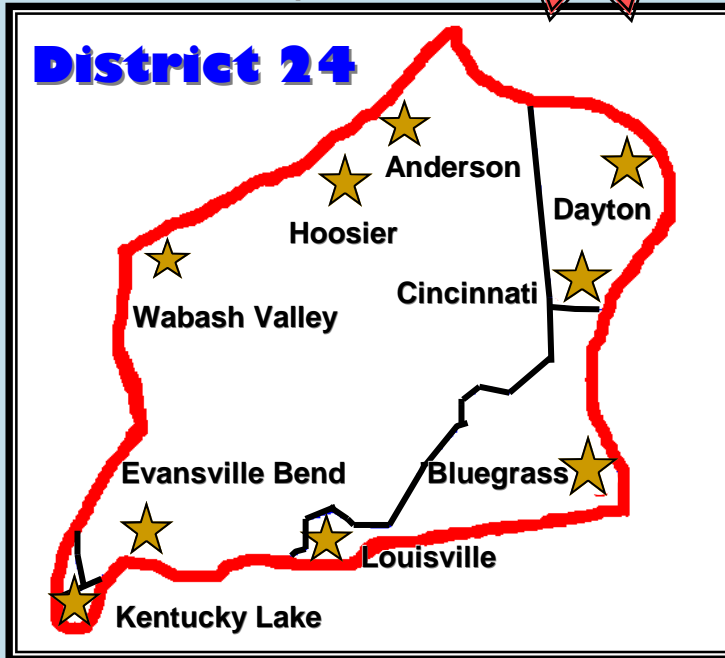 District 24
Anderson
Dayton
Hoosier
Cincinnati
Wabash Valley
Evansville Bend
Bluegrass
Louisville
Kentucky Lake